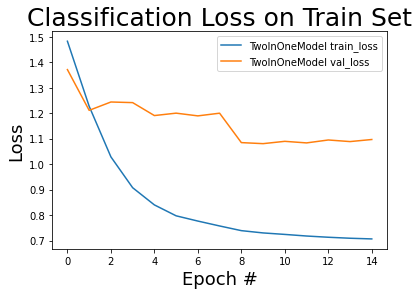 Classification Loss on Train Set
TwoInOneModel train_loss
TwoInOneModel val_loss
1.5
1.4
1.3
1.2
1.1
1.0
0.9
0.8
0.7
Loss
0 2 4 6 8 10 12 14
Epoch #